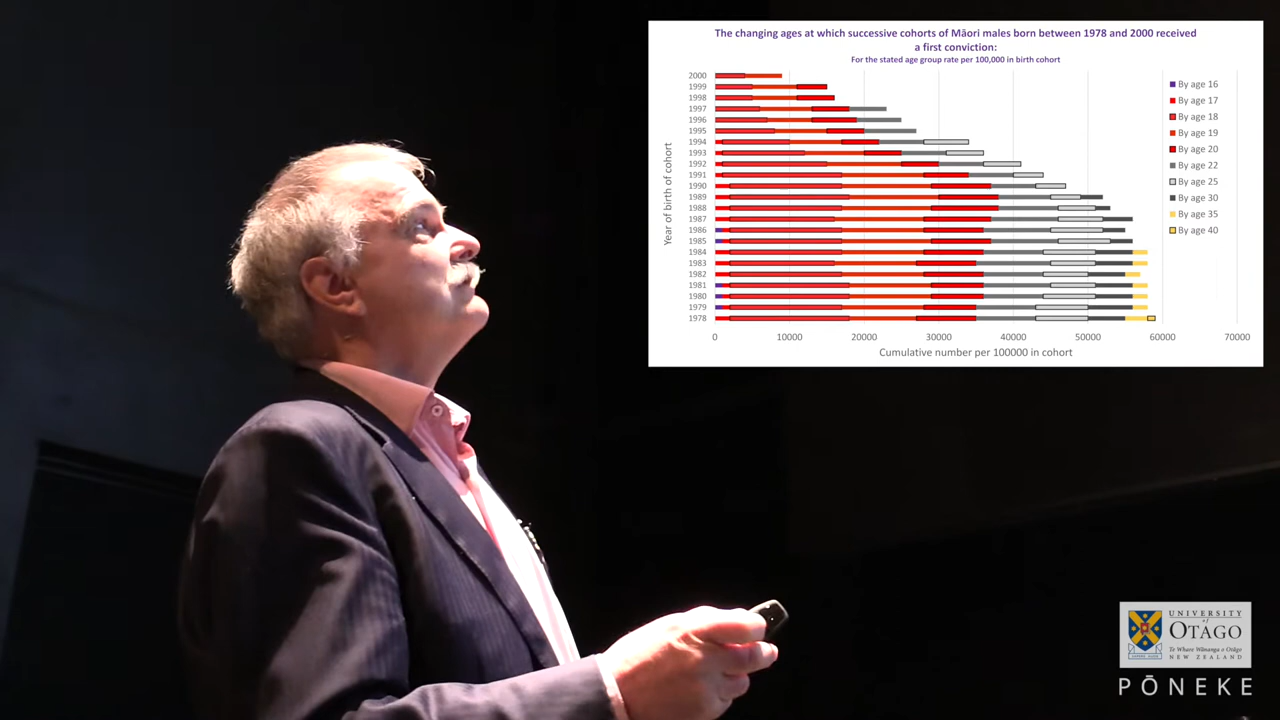 The changing ages at which successive cohorts of Māori males born between 1978 and 2000 received
a first conviction:
For the stated age group rate per 100,000 in birth cohort
Year of birth of cohort
2000
1999
1998
1997
1996
1995
1994
1993
1992
1991
1990
1989
1988
1987
1986
1985
1984
1983
1982
1981
1980
1979
1978
0 10000 20000 30000 40000 50000 60000 70000
Cumulative number per 100000 in cohort
By age 16
By age 17
By age 18
By age 19
By age 20
By age 22
By age 25
By age 30
By age 35
By age 40
UNIVERSITY
of
OTAGO
Te Whare Wānanga o Otāgo
NEW ZEALAND
PŌNEKE